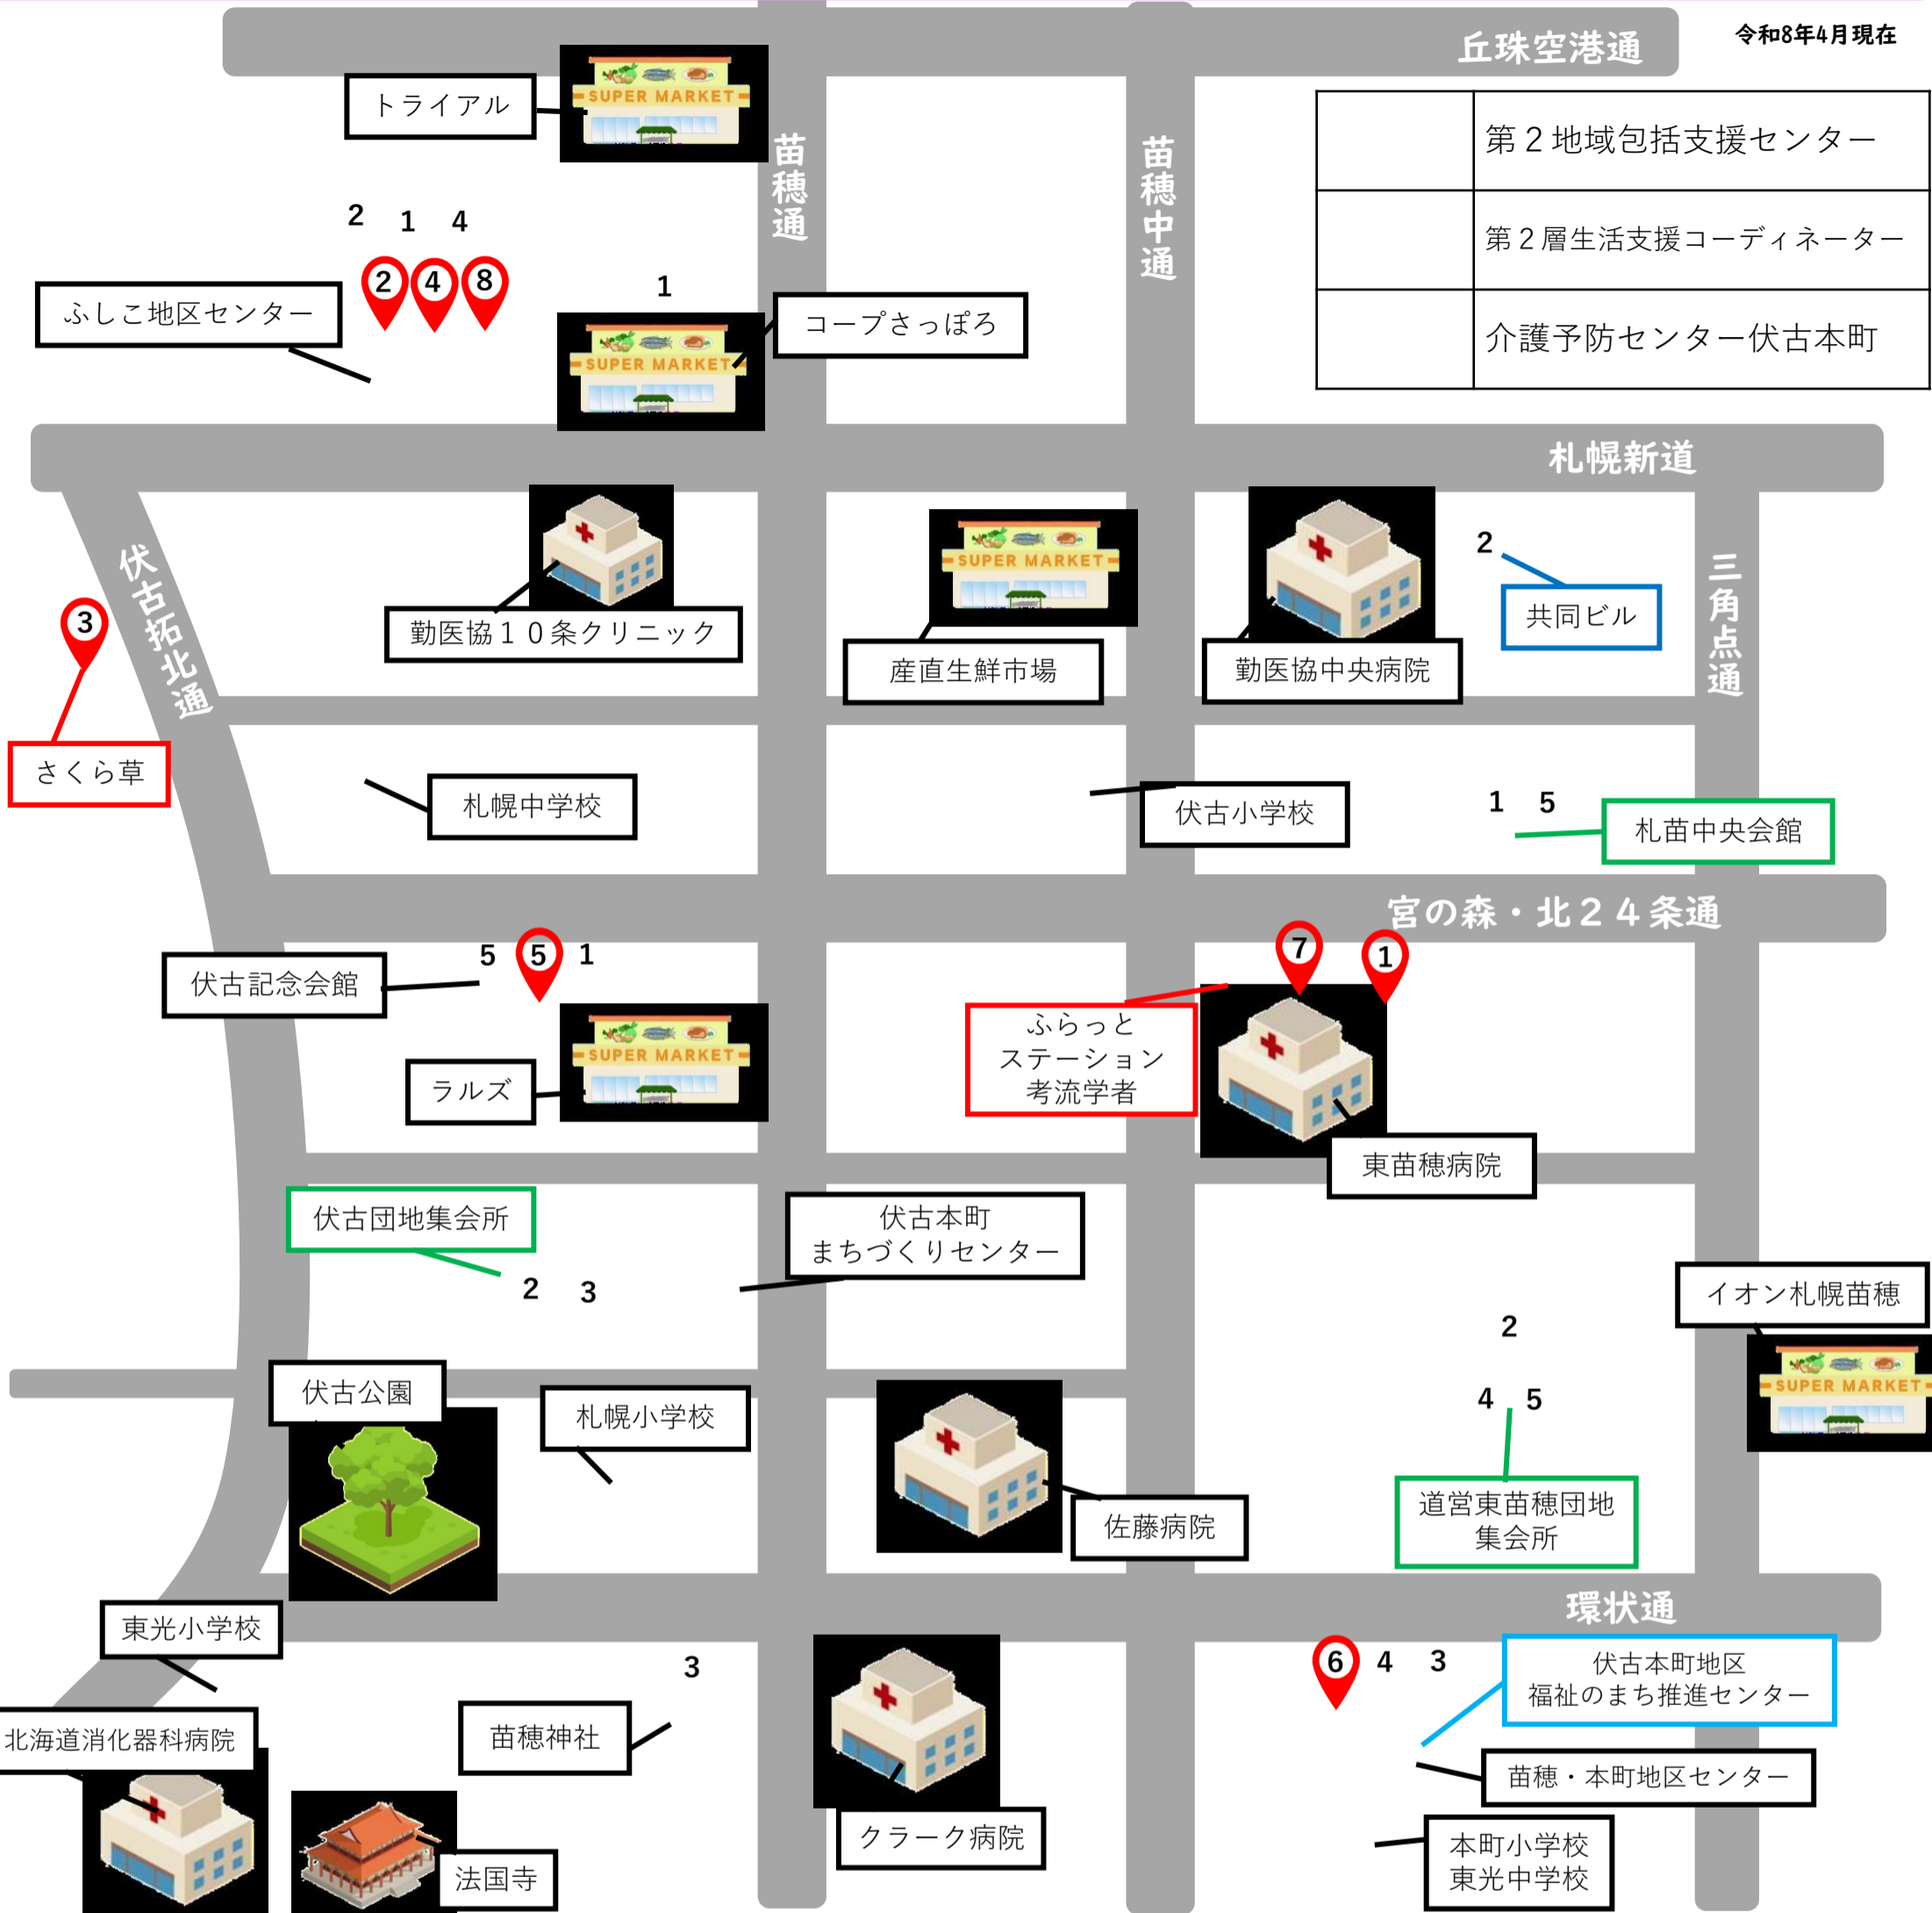 丘珠空港通
令和8年4月現在
トライアル
SUPER MARKET
苗穂通
苗穂中通
第２地域包括支援センター
第２層生活支援コーディネーター
介護予防センター伏古本町
2 1 4
2 4 8
1
ふしこ地区センター
コープさっぽろ
SUPER MARKET
札幌新道
伏古拓北通
三角点通
2
共同ビル
SUPER MARKET
3
勤医協１０条クリニック
産直生鮮市場
勤医協中央病院
さくら草
札幌中学校
伏古小学校
1 5
札苗中央会館
宮の森・北２４条通
伏古記念会館
5 5 1
7 1
ふらっと
ステーション
考流学者
SUPER MARKET
ラルズ
東苗穂病院
伏古団地集会所
伏古本町
まちづくりセンター
2 3
イオン札幌苗穂
2
SUPER MARKET
4 5
伏古公園
札幌小学校
佐藤病院
道営東苗穂団地
集会所
環状通
東光小学校
3
6 4 3
伏古本町地区
福祉のまち推進センター
北海道消化器科病院
苗穂神社
苗穂・本町地区センター
クラーク病院
本町小学校
東光中学校
法国寺